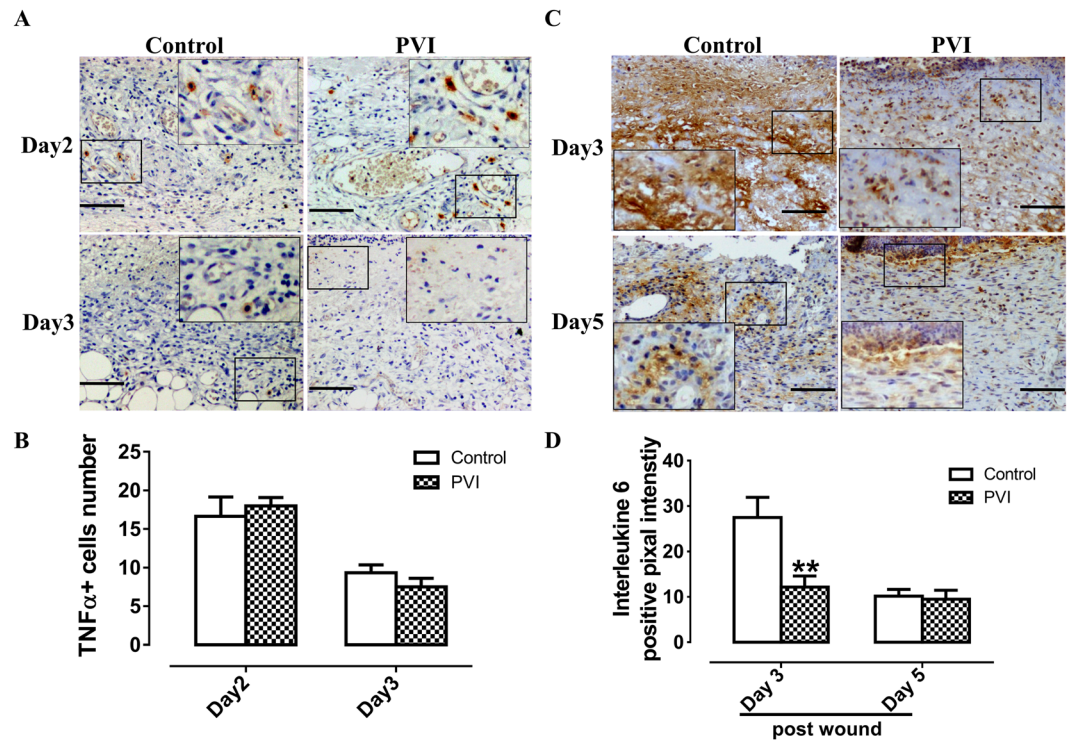 A
Control
PVI
Day2
Day3
C
Control
PVI
Day3
Day5
B
TNFα+ cells number
25
20
15
10
5
0
Control
PVI
Day2
Day3
D
Interleukine 6
positive pixal intenstiy
40
30
20
10
0
Control
PVI
**
Day 3
Day 5
post wound